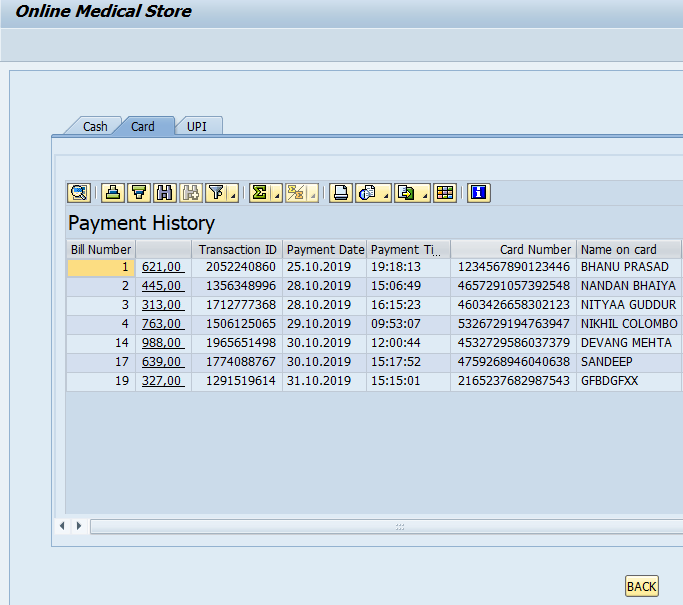 Online Medical Store
Cash Card UPI
Payment History
Bill Number Transaction ID Payment Date Payment Ti... Card Number Name on card
1 621,00 2052240860 25.10.2019 19:18:13 1234567890123446 BHANU PRASAD
2 445,00 1356348996 28.10.2019 15:06:49 4657291057392548 NANDAN BHAIYA
3 313,00 1712777368 28.10.2019 16:15:23 4603426658302123 NITYAA GUDDUR
4 763,00 1506125065 29.10.2019 09:53:07 5326729194763947 NIKHIL COLOMBO
14 988,00 1965651498 30.10.2019 12:00:44 4532729586037379 DEVANG MEHTA
17 639,00 1774088767 30.10.2019 15:17:52 4759268946040638 SANDEEP
19 327,00 1291519614 31.10.2019 15:15:01 2165237682987543 GFBDGFXX
BACK